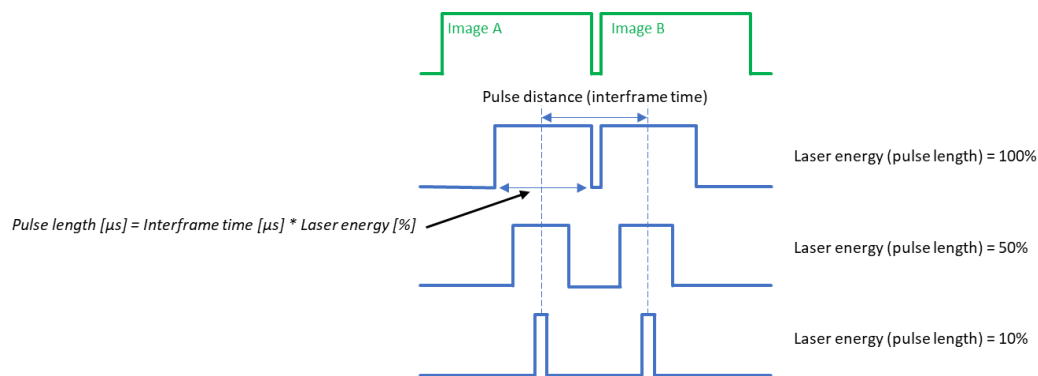 Image A
Image B
Pulse distance (interframe time)
Laser energy (pulse length) = 100%
Pulse length [µs] = Interframe time [µs] * Laser energy [%]
Laser energy (pulse length) = 50%
Laser energy (pulse length) = 10%